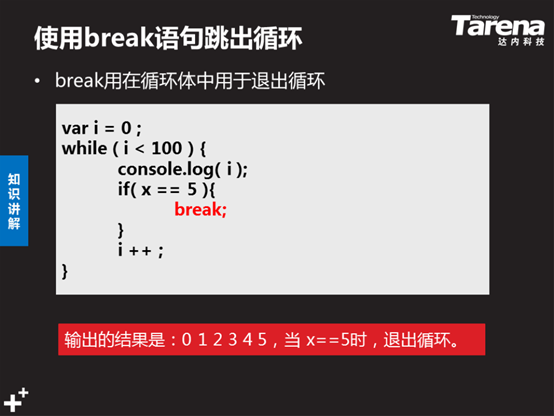 使用break语句跳出循环
Technology
Tarena
达内科技
• break用在循环体中用于退出循环
var i = 0 ;
while ( i < 100 ) {
console.log( i );
if( x == 5 ){
break;
}
i ++ ;
}
知识讲解
输出的结果是：0 1 2 3 4 5，当 x==5时，退出循环。